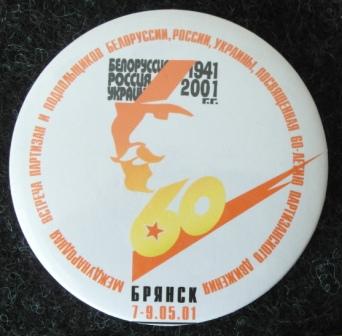 МЕЖДУНАРОДНАЯ ВСТРЕЧА ПАРТИЗАН И ПОДПОЛЬЩИКОВ БЕЛОРУССИИ, РОССИИ, УКРАИНЫ, ПОСВЯЩЕННАЯ 60-ЛЕТИЮ ПАРТИЗАНСКОГО ДВИЖЕНИЯ
БЕЛОРУССИЯ 1941
РОССИЯ 2001
УКРАИ г.г.
60
БРЯНСК
7-9.05.01